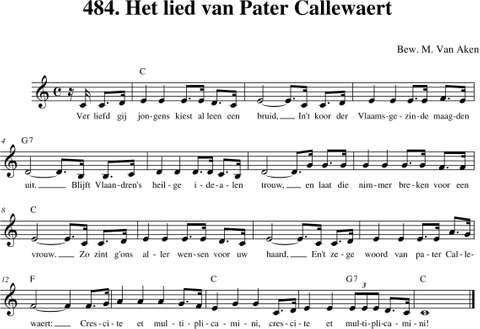 484. Het lied van Pater Callewaert
Bew. M. Van Aken
C
Ver liefd gij jon-gens kiest al leen een bruid, In't koor der Vlaams-ge-zin-de maag-den
4 G7
uit. Blijft Vlaan-dren's heil-ge i-de-a-len trouw, en laat die nim-mer bre-ken voor een
8 C
vrouw. Zo zint g'ons al-ler wen-sen voor uw haard, En't ze-ge woord van pa-ter Cal-le-
12 F C G7 C
3 3
waert: Cres-ci-te et mul-ti-pli-ca-mi-ni, cres-ci-te et mul-ti-pli-ca-mi-ni!